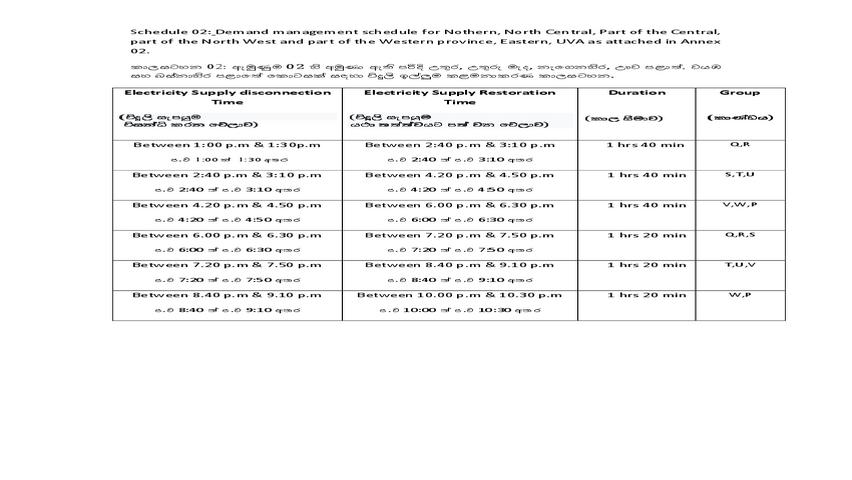 Schedule 02: Demand management schedule for Nothern, North Central, Part of the Central,
part of the North West and part of the Western province, Eastern, UVA as attached in Annex
02.
කාලසටහන 02: ඇමුණුම 02 හි අමුණා ඇති පරිදි උතුර, උතුරු මැද, නැගෙනහිර, ඌව පළාත්, වයඹ
සහ බස්නාහිර පළාතේ කොටසක් සඳහා විදුලි ඉල්ලුම් කළමනාකරණ කාලසටහන.
Electricity Supply disconnection Time
Electricity Supply Restoration Time
Duration
Group
(විදුලි සැපයුම විසන්ධි කරන වේලාව)
(විදුලි සැපයුම යථා තත්ත්වයට පත් වන වේලාව)
(කාල සීමාව)
(කාණ්ඩය)
Between 1:00 p.m & 1:30p.m Between 2:40 p.m & 3:10 p.m 1 hrs 40 min Q,R
ප.ව 1:00 ත් 1:30 අතර ප.ව 2:40 ත් ප.ව 3:10 අතර
Between 2:40 p.m & 3:10 p.m Between 4.20 p.m & 4.50 p.m 1 hrs 40 min S,T,U
ප.ව 2:40 ත් ප.ව 3:10 අතර ප.ව 4:20 ත් ප.ව 4:50 අතර
Between 4.20 p.m & 4.50 p.m Between 6.00 p.m & 6.30 p.m 1 hrs 40 min V,W,P
ප.ව 4:20 ත් ප.ව 4:50 අතර ප.ව 6:00 ත් ප.ව 6:30 අතර
Between 6.00 p.m & 6.30 p.m Between 7.20 p.m & 7.50 p.m 1 hrs 20 min Q,R,S
ප.ව 6:00 ත් ප.ව 6:30 අතර ප.ව 7:20 ත් ප.ව 7:50 අතර
Between 7.20 p.m & 7.50 p.m Between 8.40 p.m & 9.10 p.m 1 hrs 20 min T,U,V
ප.ව 7:20 ත් ප.ව 7:50 අතර ප.ව 8:40 ත් ප.ව 9:10 අතර
Between 8.40 p.m & 9.10 p.m Between 10.00 p.m & 10.30 p.m 1 hrs 20 min W,P
ප.ව 8:40 ත් ප.ව 9:10 අතර ප.ව 10:00 ත් ප.ව 10:30 අතර